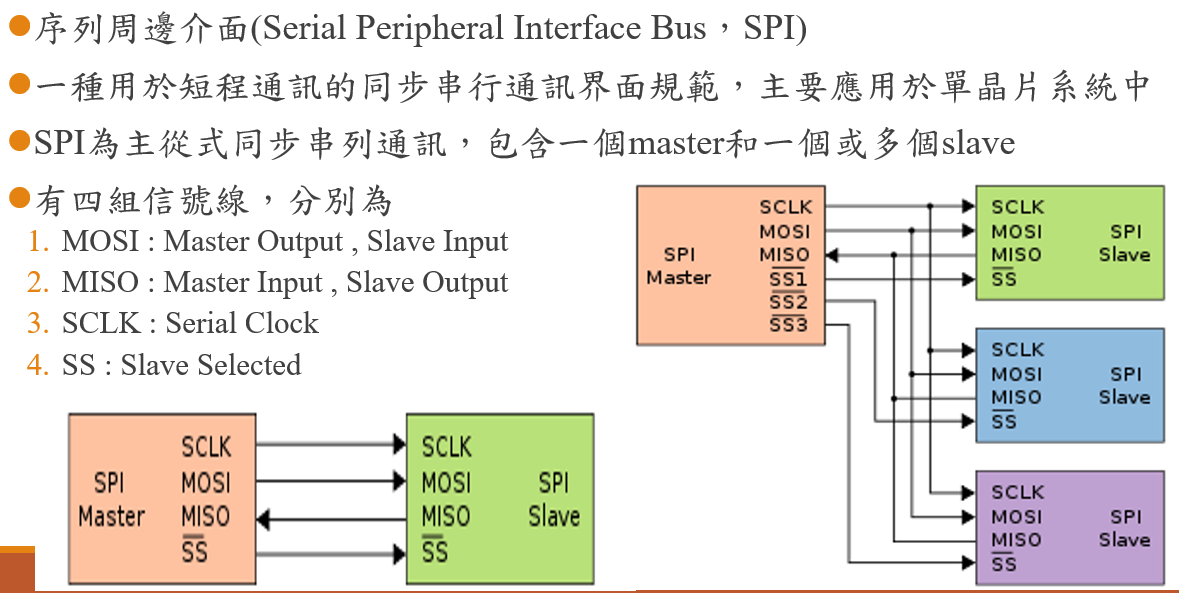 序列周邊介面(Serial Peripheral Interface Bus，SPI)
一種用於短程通訊的同步串行通訊界面規範，主要應用於單晶片系統中
SPI為主從式同步串列通訊，包含一個master和一個或多個slave
有四組信號線，分別為
1. MOSI : Master Output , Slave Input
2. MISO : Master Input , Slave Output
3. SCLK : Serial Clock
4. SS : Slave Selected
SPI
Master
SCLK
MOSI
MISO
SS
SCLK
MOSI
MISO
SS
SPI
Slave
SPI
Master
SCLK
MOSI
MISO
SS1
SS2
SS3
SCLK
MOSI
MISO
SS
SPI
Slave
SCLK
MOSI
MISO
SS
SPI
Slave
SCLK
MOSI
MISO
SS
SPI
Slave